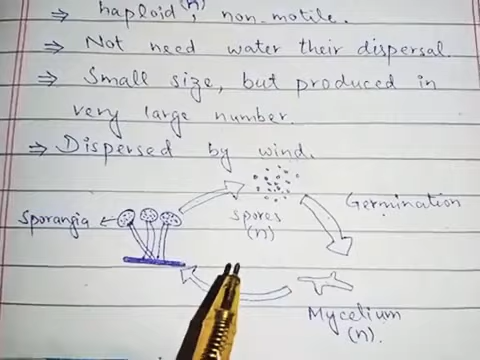 ⇒ haploid (n), non-motile.
⇒ Not need water their dispersal.
⇒ Small size, but produced in
very large number.
⇒ Dispersed by wind.
Sporangia
Spores
(n)
Germination
Mycelium
(n).